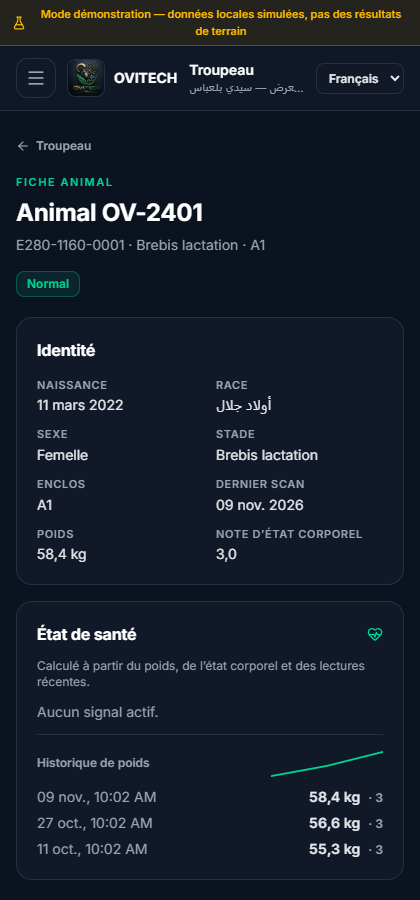 Mode démonstration — données locales simulées, pas des résultats
de terrain
OVITECH
Troupeau
...عرض — سيدي بلعباس
Français
← Troupeau
FICHE ANIMAL
Animal OV-2401
E280-1160-0001 · Brebis lactation · A1
Normal
Identité
NAISSANCE
RACE
11 mars 2022
أولاد جلال
SEXE
STADE
Femelle
Brebis lactation
ENCLOS
DERNIER SCAN
A1
09 nov. 2026
POIDS
NOTE D’ÉTAT CORPOREL
58,4 kg
3,0
État de santé
Calculé à partir du poids, de l’état corporel et des lectures
récentes.
Aucun signal actif.
Historique de poids
09 nov., 10:02 AM 58,4 kg · 3
27 oct., 10:02 AM 56,6 kg · 3
11 oct., 10:02 AM 55,3 kg · 3